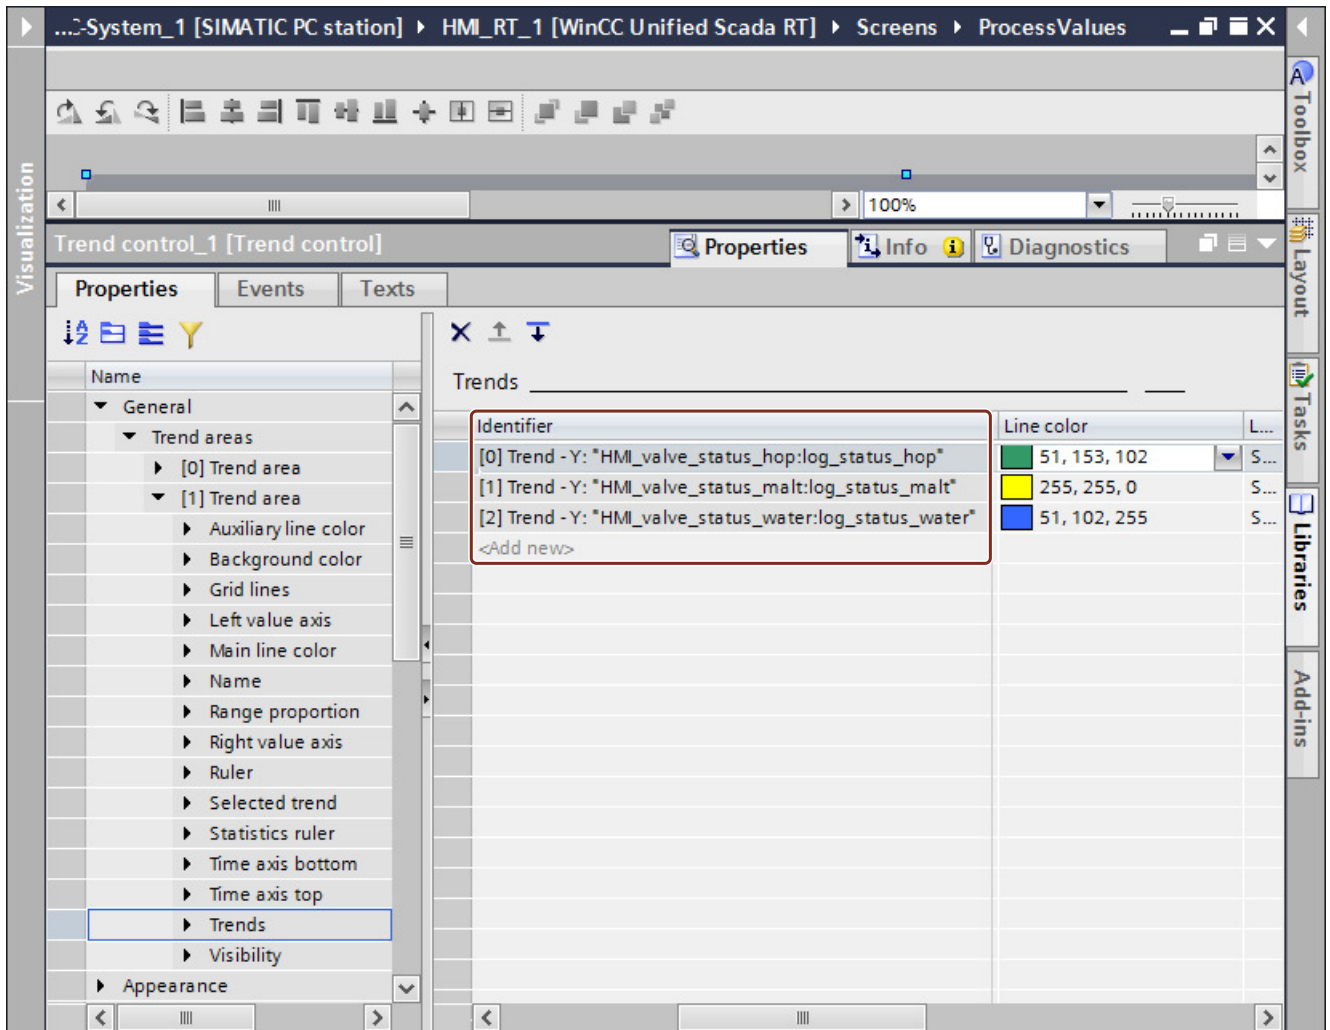 ...C-System_1 [SIMATIC PC station] HMI_RT_1 [WinCC Unified Scada RT] Screens ProcessValues
Visualization
100%
Trend control_1 [Trend control]
Properties Info Diagnostics
Properties Events Texts
Name
General
Trend areas
[0] Trend area
[1] Trend area
Auxiliary line color
Background color
Grid lines
Left value axis
Main line color
Name
Range proportion
Right value axis
Ruler
Selected trend
Statistics ruler
Time axis bottom
Time axis top
Trends
Visibility
Appearance
Trends
Identifier Line color L...
[0] Trend - Y: "HMI_valve_status_hop:log_status_hop" 51, 153, 102 S...
[1] Trend - Y: "HMI_valve_status_malt:log_status_malt" 255, 255, 0 S...
[2] Trend - Y: "HMI_valve_status_water:log_status_water" 51, 102, 255 S...
<Add new>
Toolbox
Layout
Tasks
Libraries
Add-ins